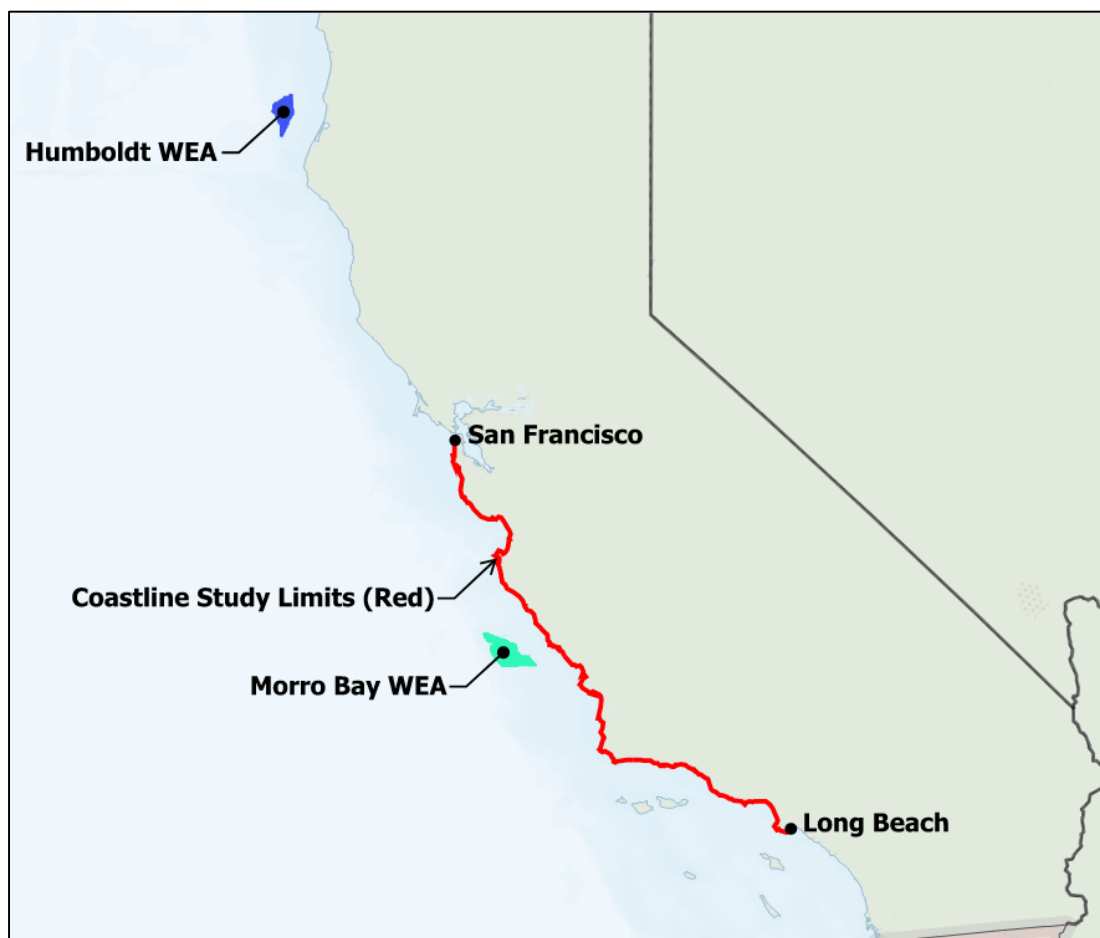 Humboldt WEA
San Francisco
Coastline Study Limits (Red)
Morro Bay WEA
Long Beach